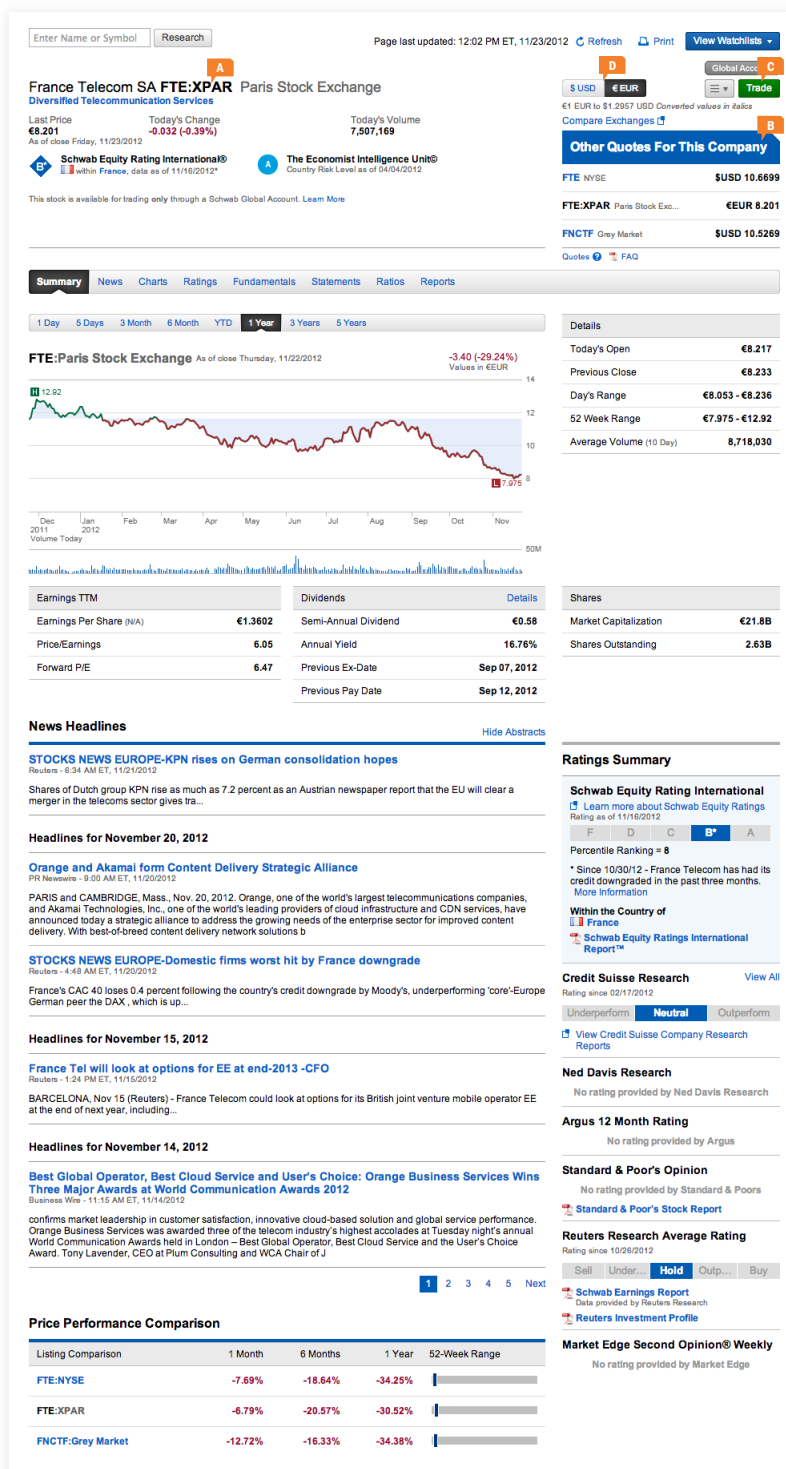 Enter Name or Symbol Research
Page last updated: 12:02 PM ET, 11/23/2012 Refresh Print View Watchlists
A
D
Global Acco C
France Telecom SA FTE:XPAR Paris Stock Exchange
$ USD € EUR Trade
Diversified Telecommunication Services
€1 EUR to $1.2957 USD Converted values in italics
Last Price Today's Change Today's Volume
€8.201 -0.032 (-0.39%) 7,507,169
As of close Friday, 11/23/2012
Compare Exchanges
B
Schwab Equity Rating International®
B*
within France, data as of 11/16/2012*
A
The Economist Intelligence Unit©
Country Risk Level as of 04/04/2012
This stock is available for trading only through a Schwab Global Account. Learn More
Other Quotes For This Company
FTE NYSE $USD 10.6699
FTE:XPAR Paris Stock Exc... €EUR 8.201
FNCTF Grey Market $USD 10.5269
Quotes ? FAQ
Summary News Charts Ratings Fundamentals Statements Ratios Reports
1 Day 5 Days 3 Month 6 Month YTD 1 Year 3 Years 5 Years
FTE:Paris Stock Exchange As of close Thursday, 11/22/2012
-3.40 (-29.24%)
Values in €EUR
14
H 12.92
12
10
8
L 7.975
Dec Jan Feb Mar Apr May Jun Jul Aug Sep Oct Nov
2011 2012
Volume Today
50M
Details
Today's Open €8.217
Previous Close €8.233
Day's Range €8.053 - €8.236
52 Week Range €7.975 - €12.92
Average Volume (10 Day) 8,718,030
Earnings TTM
Earnings Per Share (N/A) €1.3602
Price/Earnings 6.05
Forward P/E 6.47
Dividends Details
Semi-Annual Dividend €0.58
Annual Yield 16.76%
Previous Ex-Date Sep 07, 2012
Previous Pay Date Sep 12, 2012
Shares
Market Capitalization €21.8B
Shares Outstanding 2.63B
News Headlines
Hide Abstracts
STOCKS NEWS EUROPE-KPN rises on German consolidation hopes
Reuters - 6:34 AM ET, 11/21/2012
Shares of Dutch group KPN rise as much as 7.2 percent as an Austrian newspaper report that the EU will clear a
merger in the telecoms sector gives tra...
Headlines for November 20, 2012
Orange and Akamai form Content Delivery Strategic Alliance
PR Newswire - 9:00 AM ET, 11/20/2012
PARIS and CAMBRIDGE, Mass., Nov. 20, 2012. Orange, one of the world's largest telecommunications companies,
and Akamai Technologies, Inc., one of the world's leading providers of cloud infrastructure and CDN services, have
announced today a strategic alliance to address the growing needs of the enterprise sector for improved content
delivery. With best-of-breed content delivery network solutions b
STOCKS NEWS EUROPE-Domestic firms worst hit by France downgrade
Reuters - 4:48 AM ET, 11/20/2012
France's CAC 40 loses 0.4 percent following the country's credit downgrade by Moody's, underperforming 'core'-Europe
German peer the DAX , which is up...
Headlines for November 15, 2012
France Tel will look at options for EE at end-2013 -CFO
Reuters - 1:24 PM ET, 11/15/2012
BARCELONA, Nov 15 (Reuters) - France Telecom could look at options for its British joint venture mobile operator EE
at the end of next year, including...
Headlines for November 14, 2012
Best Global Operator, Best Cloud Service and User's Choice: Orange Business Services Wins
Three Major Awards at World Communication Awards 2012
Business Wire - 11:15 AM ET, 11/14/2012
confirms market leadership in customer satisfaction, innovative cloud-based solution and global service performance.
Orange Business Services was awarded three of the telecom industry's highest accolades at Tuesday night's annual
World Communication Awards held in London – Best Global Operator, Best Cloud Service and the User's Choice
Award. Tony Lavender, CEO at Plum Consulting and WCA Chair of J
1 2 3 4 5 Next
Ratings Summary
Schwab Equity Rating International
Learn more about Schwab Equity Ratings
Rating as of 11/16/2012
F D C B* A
Percentile Ranking = 8
* Since 10/30/12 - France Telecom has had its
credit downgraded in the past three months.
More Information
Within the Country of
France
Schwab Equity Ratings International
Report™
Credit Suisse Research View All
Rating since 02/17/2012
Underperform Neutral Outperform
View Credit Suisse Company Research
Reports
Ned Davis Research
No rating provided by Ned Davis Research
Argus 12 Month Rating
No rating provided by Argus
Standard & Poor's Opinion
No rating provided by Standard & Poors
Standard & Poor's Stock Report
Reuters Research Average Rating
Rating since 10/26/2012
Sell Under... Hold Outp... Buy
Schwab Earnings Report
Data provided by Reuters Research
Reuters Investment Profile
Market Edge Second Opinion® Weekly
No rating provided by Market Edge
Price Performance Comparison
Listing Comparison 1 Month 6 Months 1 Year 52-Week Range
FTE:NYSE -7.69% -18.64% -34.25%
FTE:XPAR -6.79% -20.57% -30.52%
FNCTF:Grey Market -12.72% -16.33% -34.38%